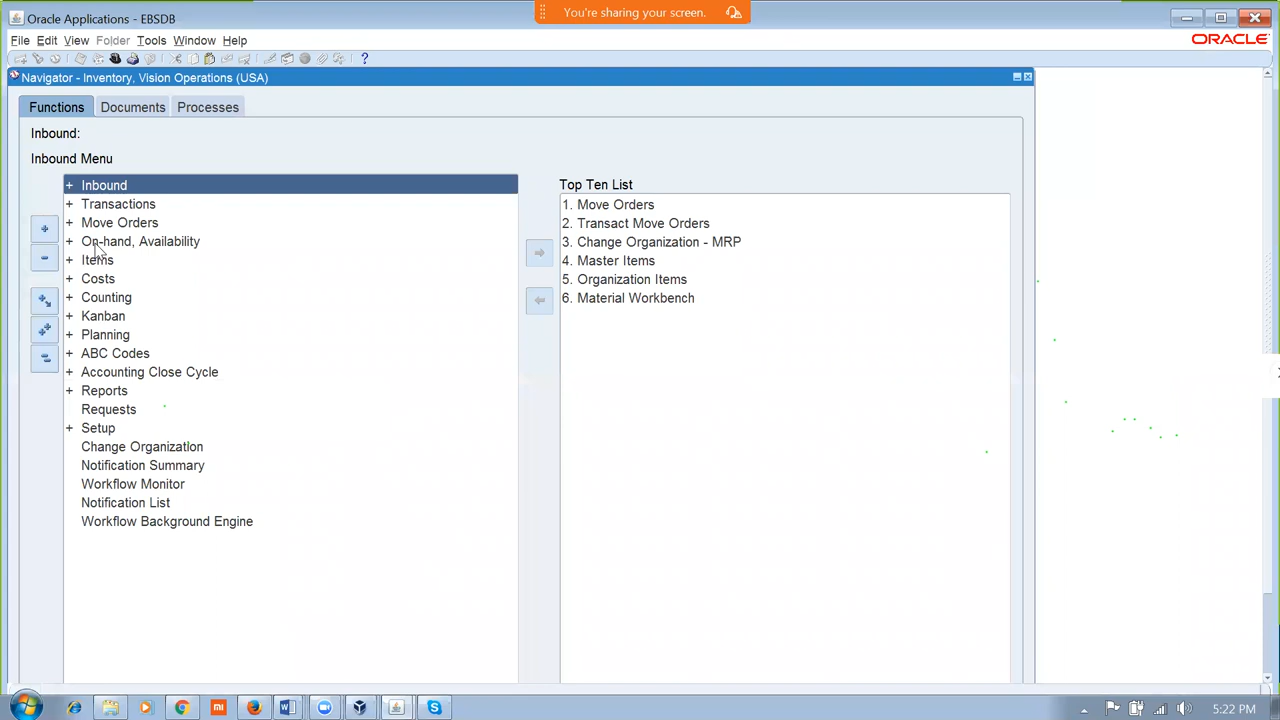 Oracle Applications - EBSDB
You're sharing your screen.
File Edit View Folder Tools Window Help
ORACLE
Navigator - Inventory, Vision Operations (USA)
Functions Documents Processes
Inbound:
Inbound Menu
+ Inbound
+ Transactions
+ Move Orders
+ On-hand, Availability
+ Items
+ Costs
+ Counting
+ Kanban
+ Planning
+ ABC Codes
+ Accounting Close Cycle
+ Reports
Requests
+ Setup
Change Organization
Notification Summary
Workflow Monitor
Notification List
Workflow Background Engine
Top Ten List
1. Move Orders
2. Transact Move Orders
3. Change Organization - MRP
4. Master Items
5. Organization Items
6. Material Workbench
5:22 PM